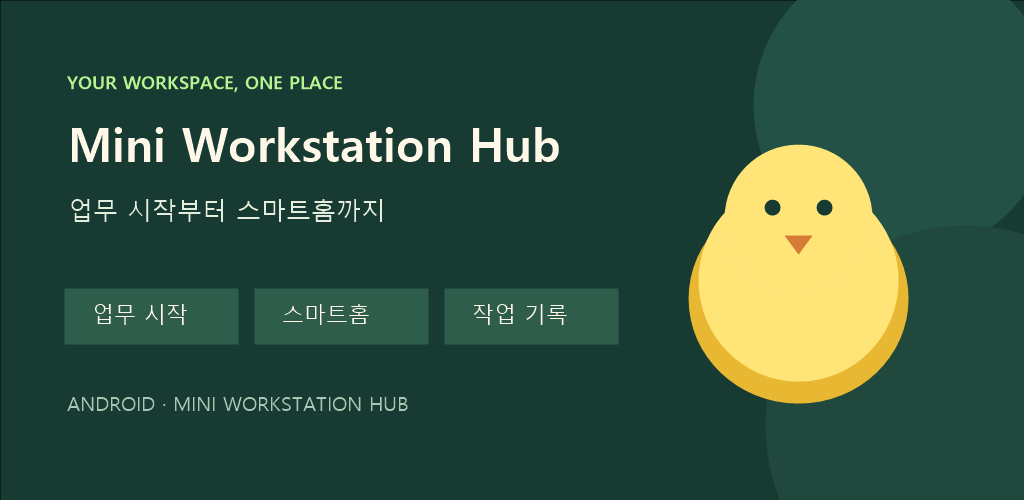 YOUR WORKSPACE, ONE PLACE
Mini Workstation Hub
업무 시작부터 스마트홈까지
업무 시작 스마트홈 작업 기록
ANDROID · MINI WORKSTATION HUB